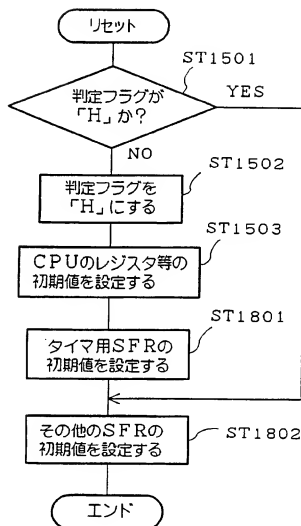 リセット
ST1501
判定フラグが
「H」か?
YES
NO
ST1502
判定フラグを
「H」にする
ST1503
CPUのレジスタ等の
初期値を設定する
ST1801
タイマ用SFRの
初期値を設定する
その他のSFRの
初期値を設定する
ST1802
エンド